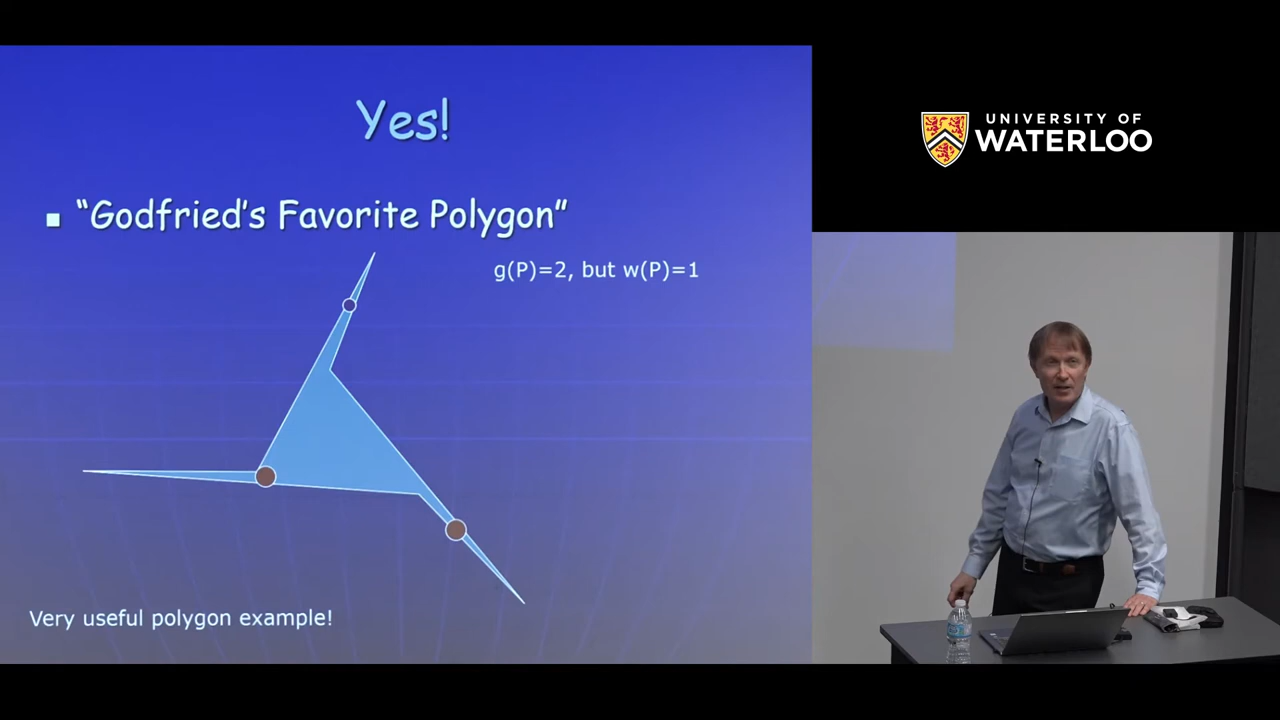 Yes!
"Godfried's Favorite Polygon"
g(P)=2, but w(P)=1
Very useful polygon example!
UNIVERSITY OF
WATERLOO